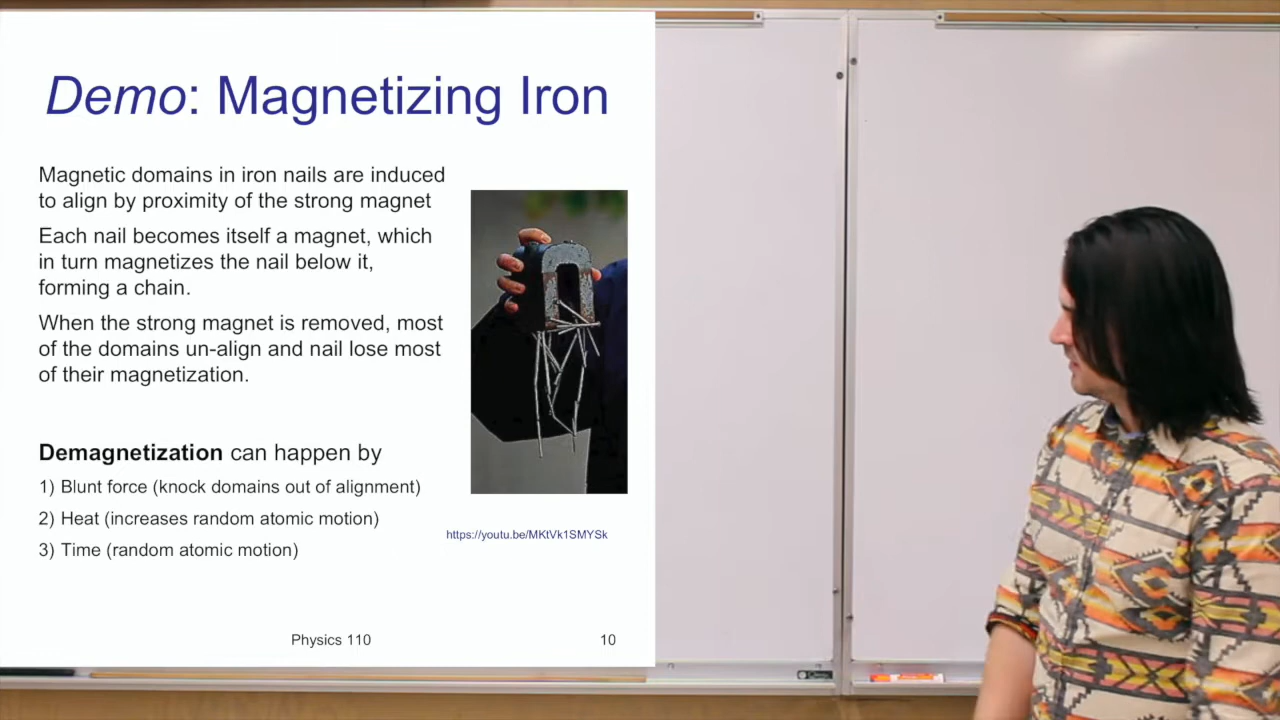 Demo: Magnetizing Iron
Magnetic domains in iron nails are induced
to align by proximity of the strong magnet
Each nail becomes itself a magnet, which
in turn magnetizes the nail below it,
forming a chain.
When the strong magnet is removed, most
of the domains un-align and nail lose most
of their magnetization.
Demagnetization can happen by
1) Blunt force (knock domains out of alignment)
2) Heat (increases random atomic motion)
3) Time (random atomic motion)
https://youtu.be/MKtVk1SMYSk
Physics 110
10